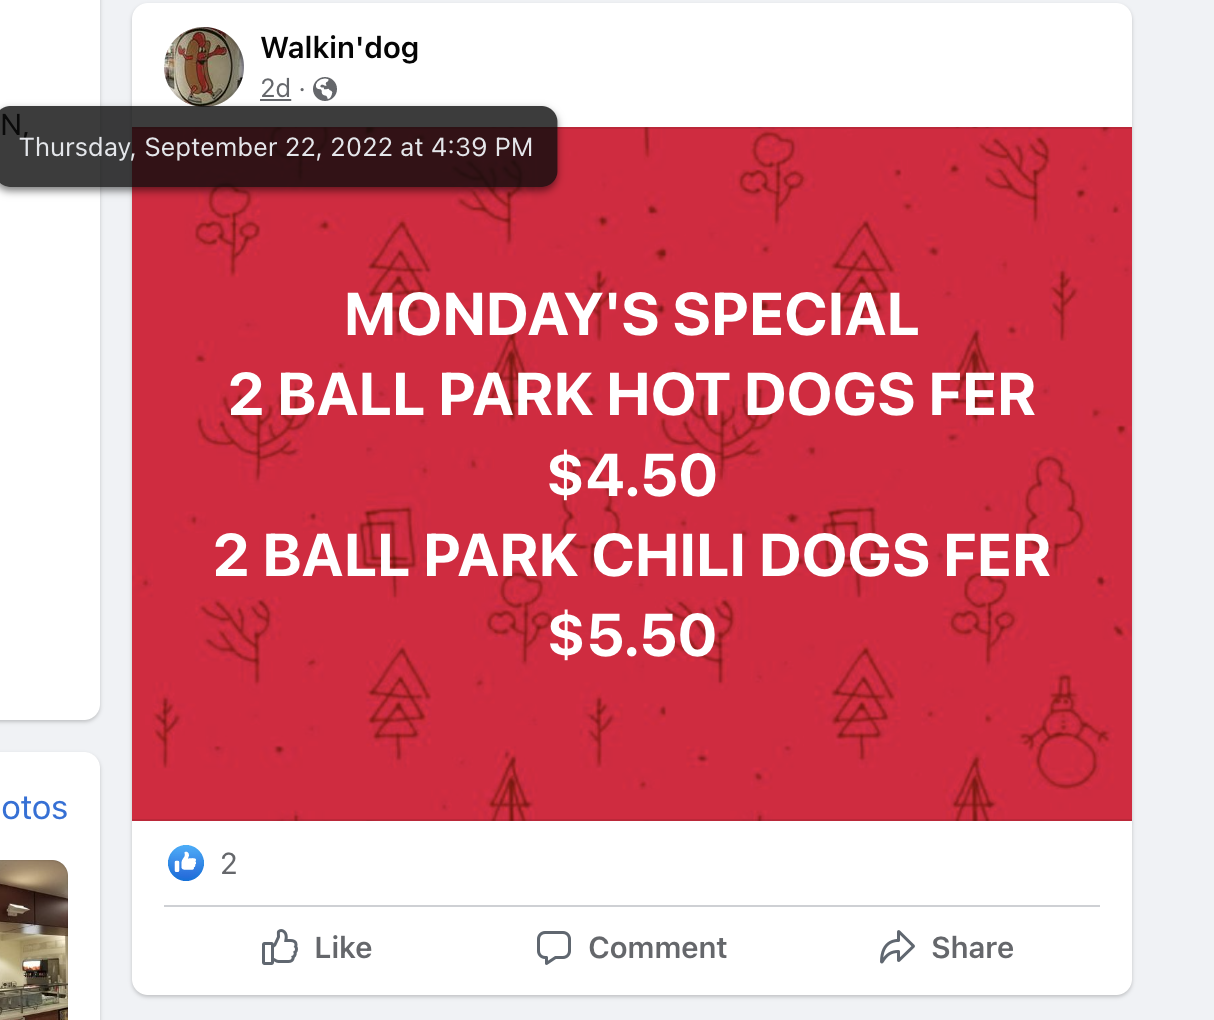 Walkin'dog
2d ·
N,
Thursday, September 22, 2022 at 4:39 PM
MONDAY'S SPECIAL
2 BALL PARK HOT DOGS FER
$4.50
2 BALL PARK CHILI DOGS FER
$5.50
otos
2
Like
Comment
Share